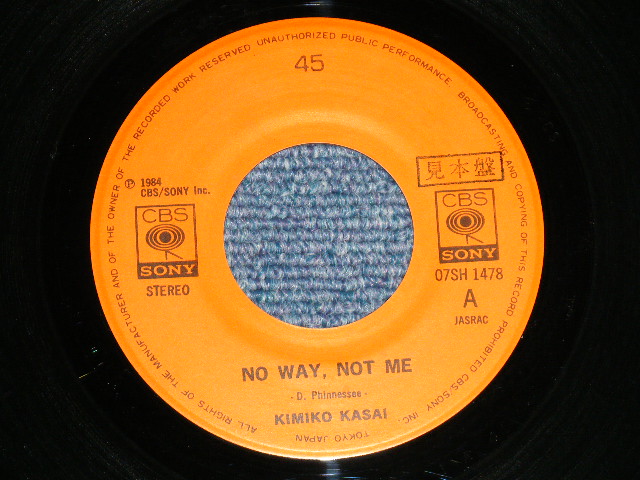 ALL RIGHTS OF THE MANUFACTURER AND OF THE OWNER OF THE RECORDED WORK RESERVED UNAUTHORIZED PUBLIC PERFORMANCE BROADCASTING AND COPYING OF THIS RECORD PROHIBITED CBS/SONY INC. TOKYO JAPAN
45
見本盤
℗ 1984
CBS/SONY Inc.
CBS
SONY
STEREO
CBS
SONY
07SH 1478
A
JASRAC
NO WAY, NOT ME
- D. Phinnessee -
KIMIKO KASAI